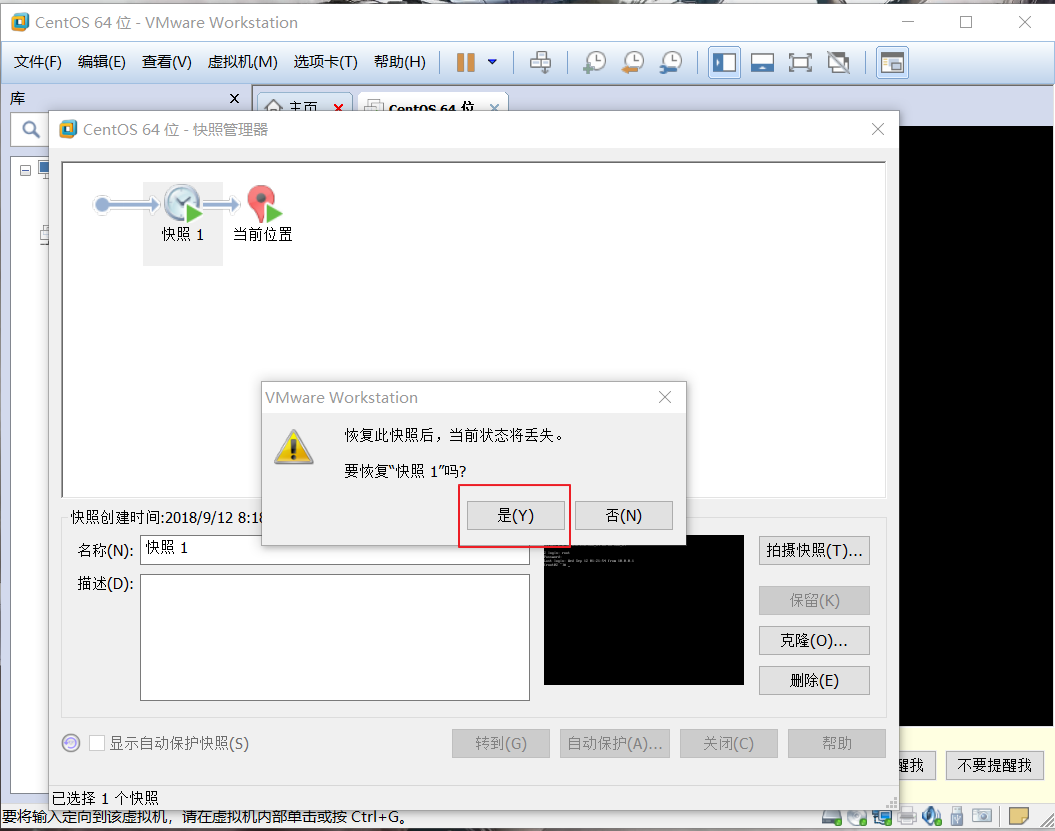 CentOS 64 位 - VMware Workstation
文件(F) 编辑(E) 查看(V) 虚拟机(M) 选项卡(T) 帮助(H)
库 x
主页 CentOS 64 位
CentOS 64 位 - 快照管理器
快照 1 当前位置
VMware Workstation
恢复此快照后，当前状态将丢失。
要恢复“快照 1”吗?
是(Y) 否(N)
快照创建时间:2018/9/12 8:18
名称(N): 快照 1
描述(D):
拍摄快照(T)...
保留(K)
克隆(O)...
删除(E)
显示自动保护快照(S)
转到(G) 自动保护(A)... 关闭(C) 帮助
醒我 不要提醒我
已选择 1 个快照
要将输入定向到该虚拟机，请在虚拟机内部单击或按 Ctrl+G。